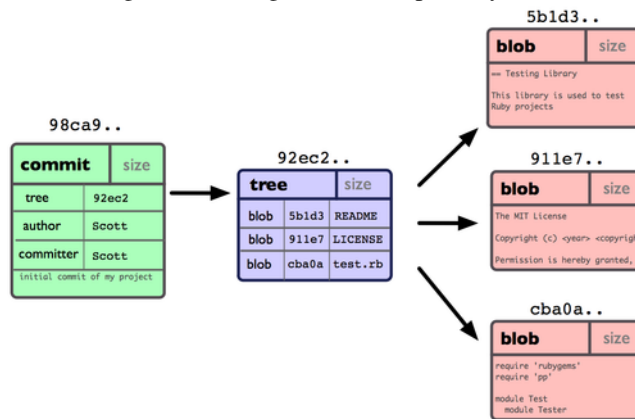 98ca9..
commit size
tree 92ec2
author Scott
committer Scott
initial commit of my project
92ec2..
tree size
blob 5b1d3 README
blob 911e7 LICENSE
blob cba0a test.rb
5b1d3..
blob size
== Testing Library
This library is used to test
Ruby projects
911e7..
blob size
The MIT License
Copyright (c) <year> <copyright
Permission is hereby granted,
cba0a..
blob size
require 'rubygems'
require 'pp'
module Test
module Tester